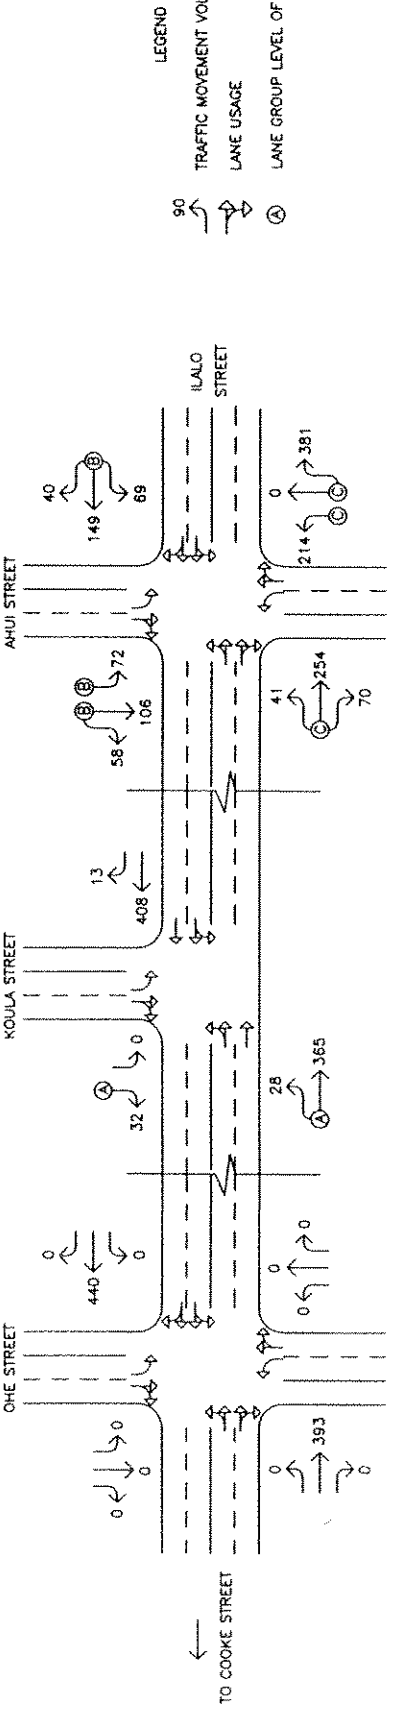 LEGEND
90
TRAFFIC MOVEMENT VOL
LANE USAGE
A
LANE GROUP LEVEL OF
ILALO
STREET
AHUI STREET
40
149
69
B
72
106
58
B
B
0
381
214
C
C
41
254
70
C
KOULA STREET
13
408
0
32
A
28
365
A
OHE STREET
0
440
0
0
0
0
0
0
0
0
393
0
TO COOKE STREET